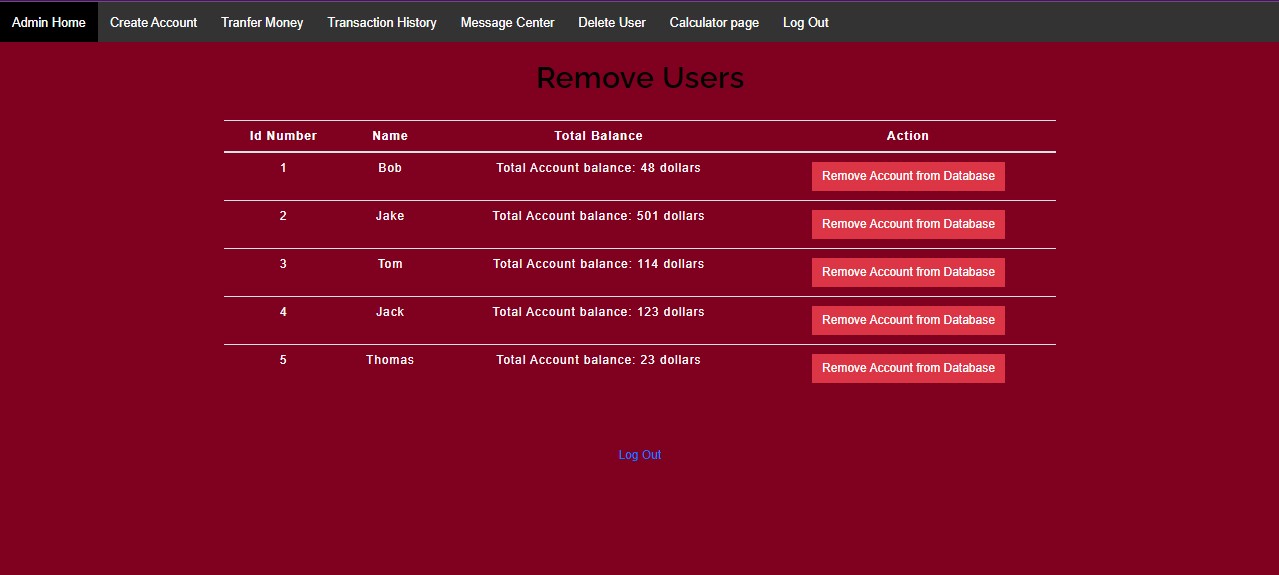 Admin Home Create Account Tranfer Money Transaction History Message Center Delete User Calculator page Log Out
Remove Users
Id Number Name Total Balance Action
1 Bob Total Account balance: 48 dollars Remove Account from Database
2 Jake Total Account balance: 501 dollars Remove Account from Database
3 Tom Total Account balance: 114 dollars Remove Account from Database
4 Jack Total Account balance: 123 dollars Remove Account from Database
5 Thomas Total Account balance: 23 dollars Remove Account from Database
Log Out